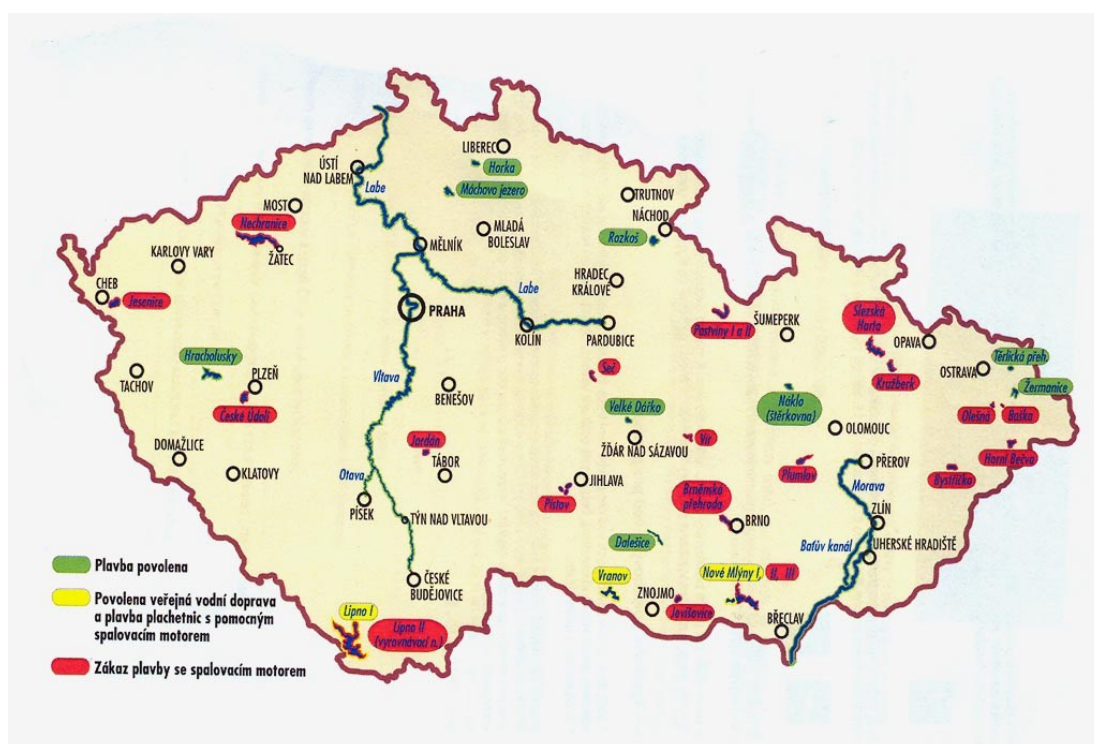 LIBEREC
Horka
ÚSTÍ
NAD LABEM
Labe
Máchovo jezero
TRUTNOV
MOST
NÁCHOD
Nechranice
MLADÁ
BOLESLAV
Rozkoš
MĚLNÍK
ŽATEC
KARLOVY VARY
HRADEC
KRÁLOVÉ
CHEB
Labe
Jesenice
PRAHA
Slezská
Harta
KOLÍN
PARDUBICE
Pastviny I a II
ŠUMPERK
OPAVA
Hracholusky
Těrlická přeh.
OSTRAVA
TACHOV
PLZEŇ
Vltava
Seč
Kružberk
Žermanice
BENEŠOV
České Údolí
Velké Dářko
Náklo
(štěrkovna)
Olešná
Baška
OLOMOUC
Jordán
ŽĎÁR NAD SÁZAVOU
Vír
DOMAŽLICE
TÁBOR
Horní Bečva
KLATOVY
Otava
Plumlov
PŘEROV
Bystřička
JIHLAVA
Pístov
Brněnská
přehrada
Morava
PÍSEK
TÝN NAD VLTAVOU
BRNO
ZLÍN
Dalešice
Baťův kanál
UHERSKÉ HRADIŠTĚ
Plavba povolena
ČESKÉ
BUDĚJOVICE
Vranov
Nové Mlýny I,
II, III
Povolena veřejná vodní doprava
a plavba plachetnic s pomocným
spalovacím motorem
ZNOJMO
Jevišovice
Lipno I
Lipno II
(vyrovnávací n.)
BŘECLAV
Zákaz plavby se spalovacím motorem